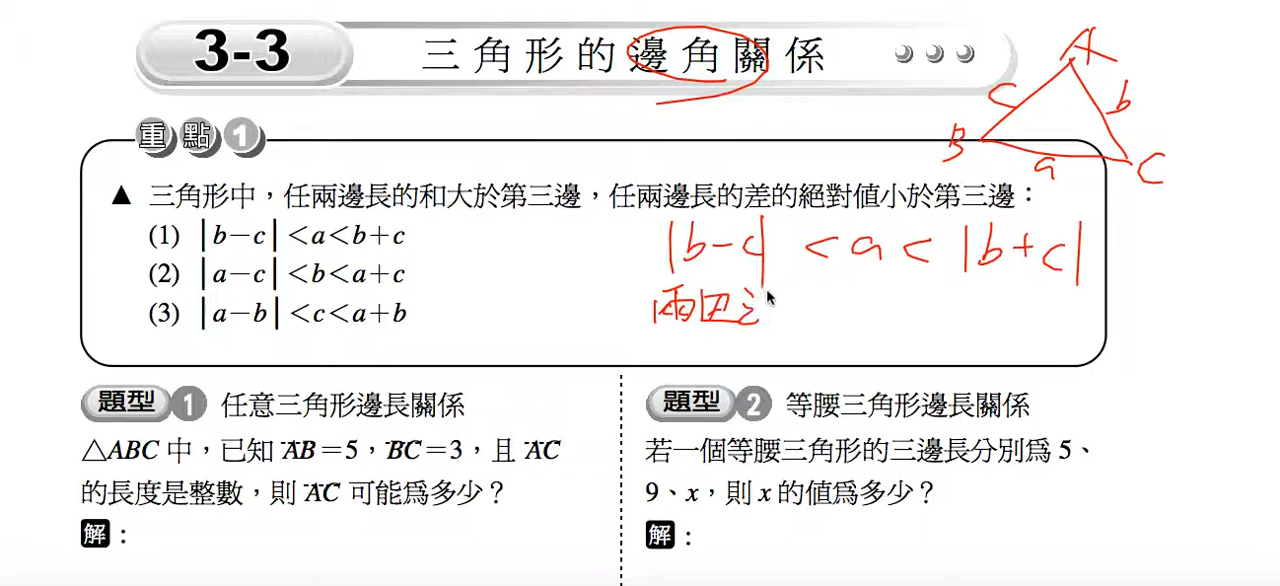 3-3 三角形的邊角關係
A
c b
B a C
重點1
▲ 三角形中，任兩邊長的和大於第三邊，任兩邊長的差的絕對值小於第三邊：
(1) |b−c|<a<b+c
(2) |a−c|<b<a+c
(3) |a−b|<c<a+b
|b−c| <a< |b+c|
兩
題型1 任意三角形邊長關係
△ABC 中，已知 AB=5，BC=3，且 AC
的長度是整數，則 AC 可能為多少？
解：
題型2 等腰三角形邊長關係
若一個等腰三角形的三邊長分別為 5、
9、x，則 x 的值為多少？
解：